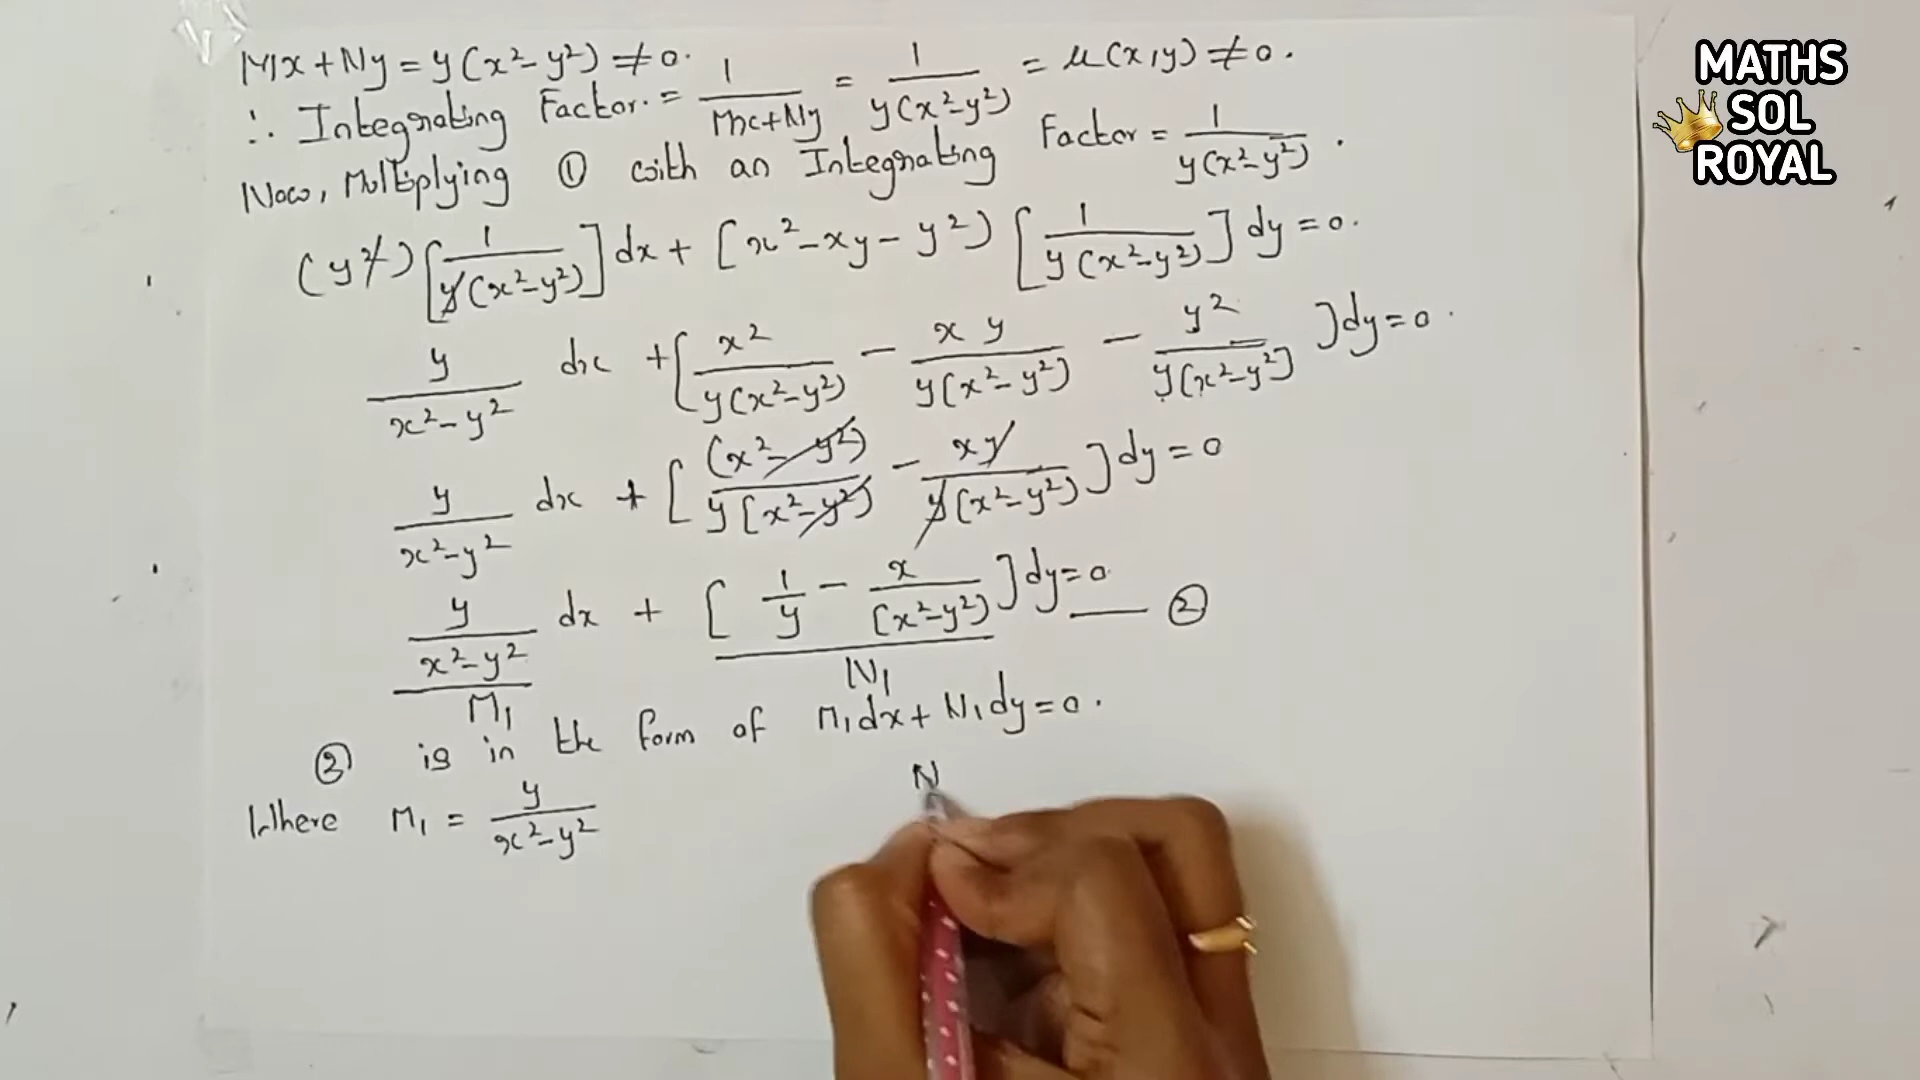 Mx + Ny = y(x² - y²) ≠ 0.
∴ Integrating Factor. = 1/(Mx+Ny) = 1/(y(x²-y²)) = μ(x,y) ≠ 0.
Now, Multiplying ① with an Integrating Factor = 1/(y(x²-y²)) .
(y²) [1/(y(x²-y²))] dx + [x² - xy - y²) [1/(y(x²-y²))] dy = 0.
y/(x²-y²) dx + [x²/(y(x²-y²)) - xy/(y(x²-y²)) - y²/(y(x²-y²))] dy = 0.
y/(x²-y²) dx + [(x²-y²)/(y(x²-y²)) - xy/(y(x²-y²))] dy = 0
y/(x²-y²) dx + [1/y - x/(x²-y²)] dy = 0 — ②
M₁ N₁
② is in the form of M₁dx + N₁dy = 0.
Where M₁ = y/(x²-y²) N
MATHS
SOL
ROYAL